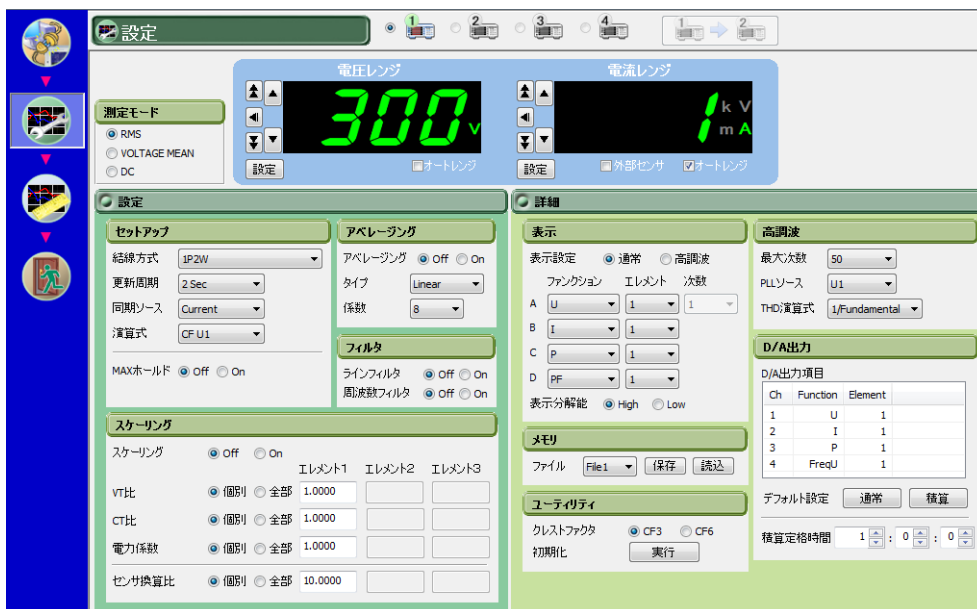 設定
1
2
3
4
1
2
測定モード
RMS
VOLTAGE MEAN
DC
電圧レンジ
300 v
設定
オートレンジ
電流レンジ
1 k V
m A
設定
外部センサ
オートレンジ
設定
セットアップ
結線方式 1P2W
更新周期 2 Sec
同期ソース Current
演算式 CF U1
MAXホールド Off On
アベレージング
アベレージング Off On
タイプ Linear
係数 8
フィルタ
ラインフィルタ Off On
周波数フィルタ Off On
スケーリング
スケーリング Off On
エレメント1 エレメント2 エレメント3
VT比 個別 全部 1.0000
CT比 個別 全部 1.0000
電力係数 個別 全部 1.0000
センサ換算比 個別 全部 10.0000
詳細
表示
表示設定 通常 高調波
ファンクション エレメント 次数
A U 1 1
B I 1
C P 1
D PF 1
表示分解能 High Low
メモリ
ファイル File1 保存 読込
ユーティリティ
クレストファクタ CF3 CF6
初期化 実行
高調波
最大次数 50
PLLソース U1
THD演算式 1/Fundamental
D/A出力
D/A出力項目
Ch Function Element
1 U 1
2 I 1
3 P 1
4 FreqU 1
デフォルト設定 通常 積算
積算定格時間 1 : 0 : 0